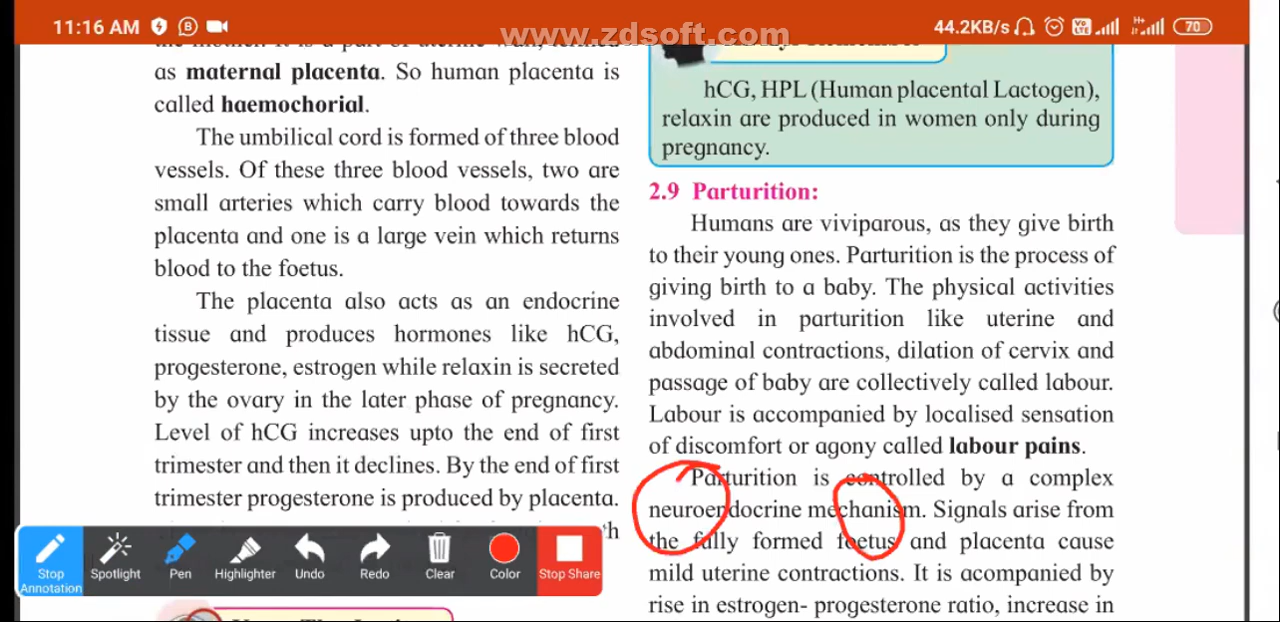 11:16 AM
www.zdsoft.com
44.2KB/s
70
as maternal placenta. So human placenta is
called haemochorial.
The umbilical cord is formed of three blood
vessels. Of these three blood vessels, two are
small arteries which carry blood towards the
placenta and one is a large vein which returns
blood to the foetus.
The placenta also acts as an endocrine
tissue and produces hormones like hCG,
progesterone, estrogen while relaxin is secreted
by the ovary in the later phase of pregnancy.
Level of hCG increases upto the end of first
trimester and then it declines. By the end of first
trimester progesterone is produced by placenta.
Stop Annotation
Spotlight
Pen
Highlighter
Undo
Redo
Clear
Color
Stop Share
hCG, HPL (Human placental Lactogen),
relaxin are produced in women only during
pregnancy.
2.9 Parturition:
Humans are viviparous, as they give birth
to their young ones. Parturition is the process of
giving birth to a baby. The physical activities
involved in parturition like uterine and
abdominal contractions, dilation of cervix and
passage of baby are collectively called labour.
Labour is accompanied by localised sensation
of discomfort or agony called labour pains.
Parturition is controlled by a complex
neuroendocrine mechanism. Signals arise from
the fully formed foetus and placenta cause
mild uterine contractions. It is acompanied by
rise in estrogen- progesterone ratio, increase in